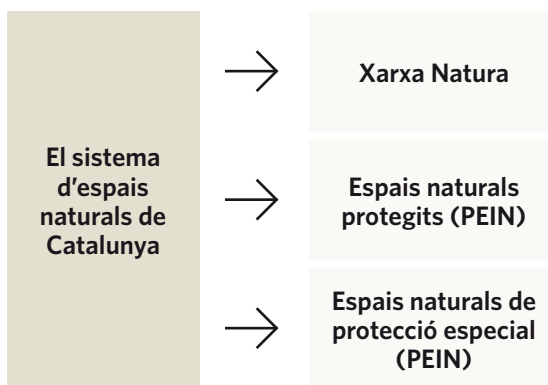 El sistema
d'espais
naturals de
Catalunya
Xarxa Natura
Espais naturals
protegits (PEIN)
Espais naturals de
protecció especial
(PEIN)